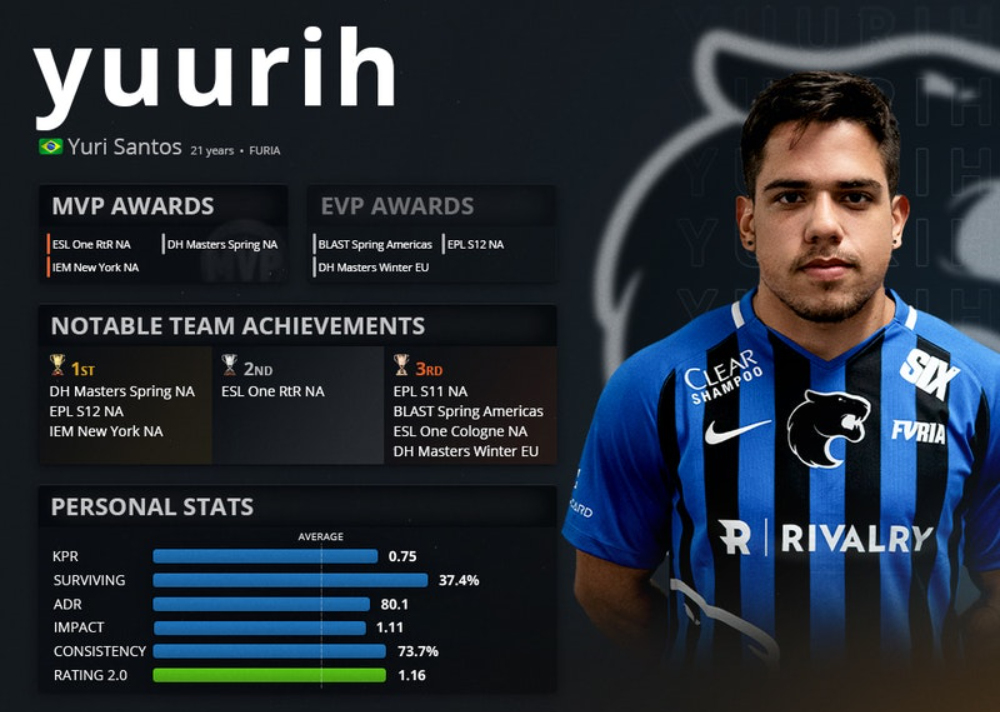 yuurih
Yuri Santos 21 years • FURIA
MVP AWARDS
ESL One RtR NA
DH Masters Spring NA
IEM New York NA
MVP
EVP AWARDS
BLAST Spring Americas
EPL S12 NA
DH Masters Winter EU
NOTABLE TEAM ACHIEVEMENTS
1ST
DH Masters Spring NA
EPL S12 NA
IEM New York NA
2ND
ESL One RtR NA
3RD
EPL S11 NA
BLAST Spring Americas
ESL One Cologne NA
DH Masters Winter EU
PERSONAL STATS
AVERAGE
KPR 0.75
SURVIVING 37.4%
ADR 80.1
IMPACT 1.11
CONSISTENCY 73.7%
RATING 2.0 1.16
YUURIH
CLEAR
SHAMPOO
SIX
FVRIA
R RIVALRY